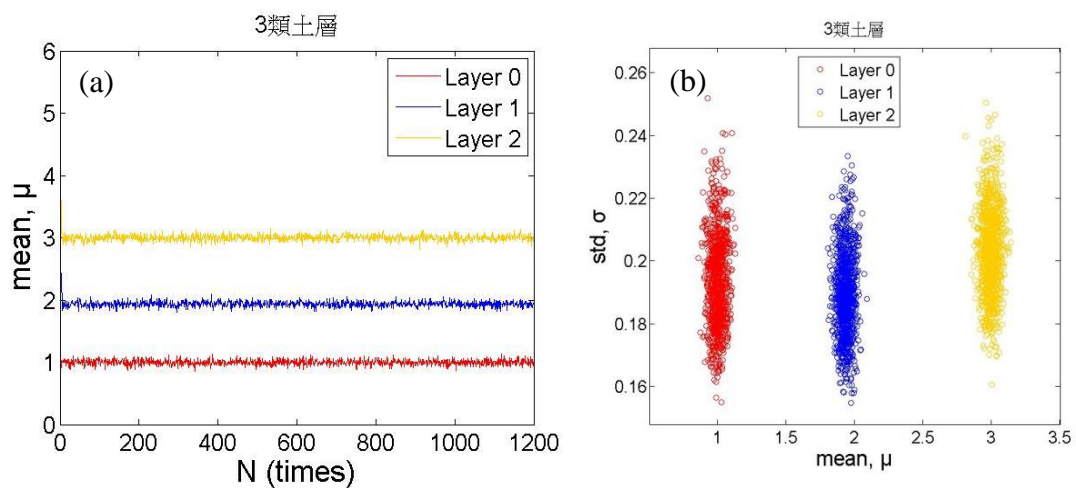 3類土層
(a)
Layer 0
Layer 1
Layer 2
mean, μ
6
5
4
3
2
1
0
0 200 400 600 800 1000 1200
N (times)
3類土層
(b)
Layer 0
Layer 1
Layer 2
std, σ
0.26
0.24
0.22
0.2
0.18
0.16
1 1.5 2 2.5 3 3.5
mean, μ